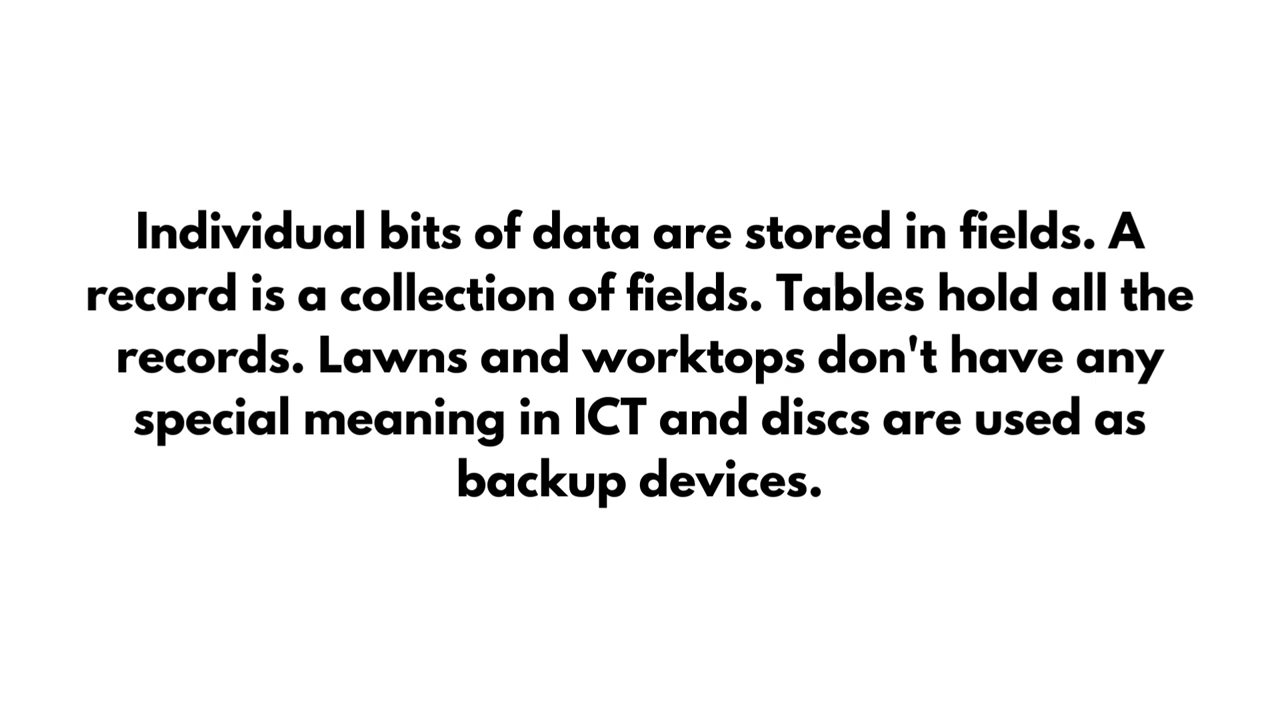 Individual bits of data are stored in fields. A
record is a collection of fields. Tables hold all the
records. Lawns and worktops don't have any
special meaning in ICT and discs are used as
backup devices.